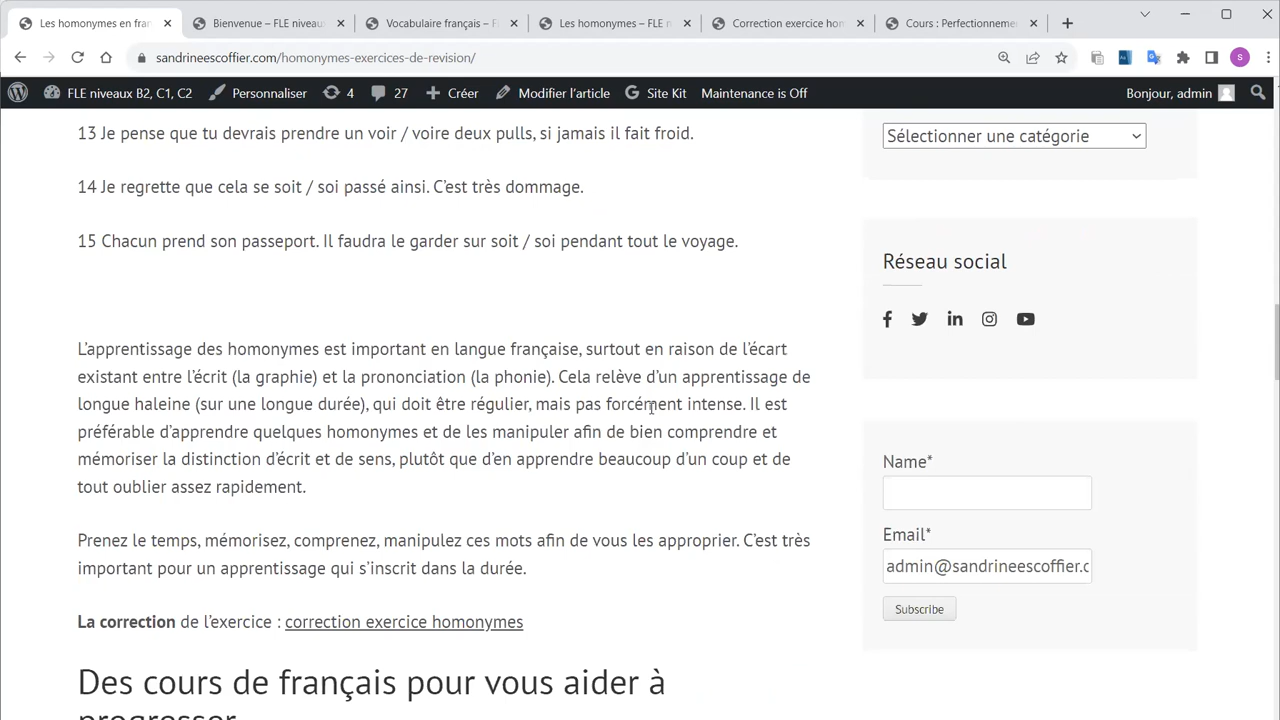 Les homonymes en fran
Bienvenue – FLE niveau
Vocabulaire français – F
Les homonymes – FLE n
Correction exercice hom
Cours : Perfectionneme
sandrineescoffier.com/homonymes-exercices-de-revision/
S
FLE niveaux B2, C1, C2 Personnaliser 4 27 Créer Modifier l'article Site Kit Maintenance is Off Bonjour, admin
13 Je pense que tu devrais prendre un voir / voire deux pulls, si jamais il fait froid.
14 Je regrette que cela se soit / soi passé ainsi. C'est très dommage.
15 Chacun prend son passeport. Il faudra le garder sur soit / soi pendant tout le voyage.
L'apprentissage des homonymes est important en langue française, surtout en raison de l'écart
existant entre l'écrit (la graphie) et la prononciation (la phonie). Cela relève d'un apprentissage de
longue haleine (sur une longue durée), qui doit être régulier, mais pas forcément intense. Il est
préférable d'apprendre quelques homonymes et de les manipuler afin de bien comprendre et
mémoriser la distinction d'écrit et de sens, plutôt que d'en apprendre beaucoup d'un coup et de
tout oublier assez rapidement.
Prenez le temps, mémorisez, comprenez, manipulez ces mots afin de vous les approprier. C'est très
important pour un apprentissage qui s'inscrit dans la durée.
La correction de l'exercice : correction exercice homonymes
Des cours de français pour vous aider à
progresser
Sélectionner une catégorie
Réseau social
Name*
Email*
admin@sandrineescoffier.c
Subscribe